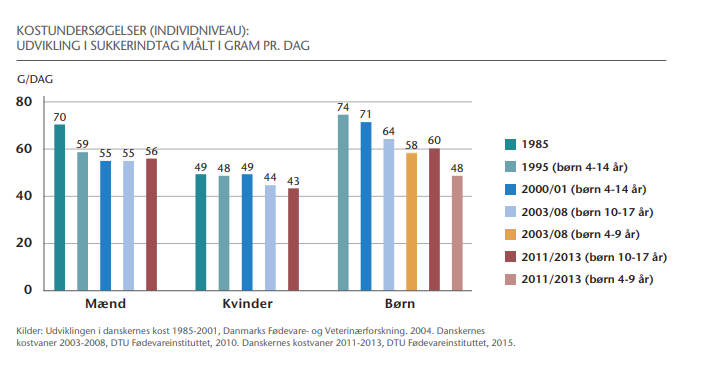 KOSTUNDERSØGELSER (INDIVIDNIVEAU):
UDVIKLING I SUKKERINDTAG MÅLT I GRAM PR. DAG
G/DAG
80
60
40
20
0
70
59
55
55
56
49
48
49
44
43
74
71
64
58
60
48
Mænd
Kvinder
Børn
1985
1995 (børn 4-14 år)
2000/01 (børn 4-14 år)
2003/08 (børn 10-17 år)
2003/08 (børn 4-9 år)
2011/2013 (børn 10-17 år)
2011/2013 (børn 4-9 år)
Kilder: Udviklingen i danskernes kost 1985-2001, Danmarks Fødevare- og Veterinærforskning. 2004. Danskernes
kostvaner 2003-2008, DTU Fødevareinstituttet, 2010. Danskernes kostvaner 2011-2013, DTU Fødevareinstituttet, 2015.